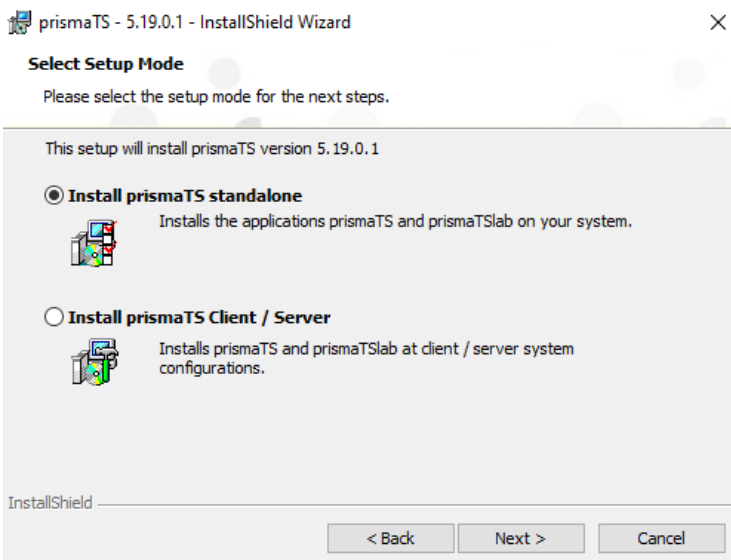 prismaTS - 5.19.0.1 - InstallShield Wizard
Select Setup Mode
Please select the setup mode for the next steps.
This setup will install prismaTS version 5.19.0.1
Install prismaTS standalone
Installs the applications prismaTS and prismaTSlab on your system.
Install prismaTS Client / Server
Installs prismaTS and prismaTSlab at client / server system
configurations.
InstallShield
< Back
Next >
Cancel